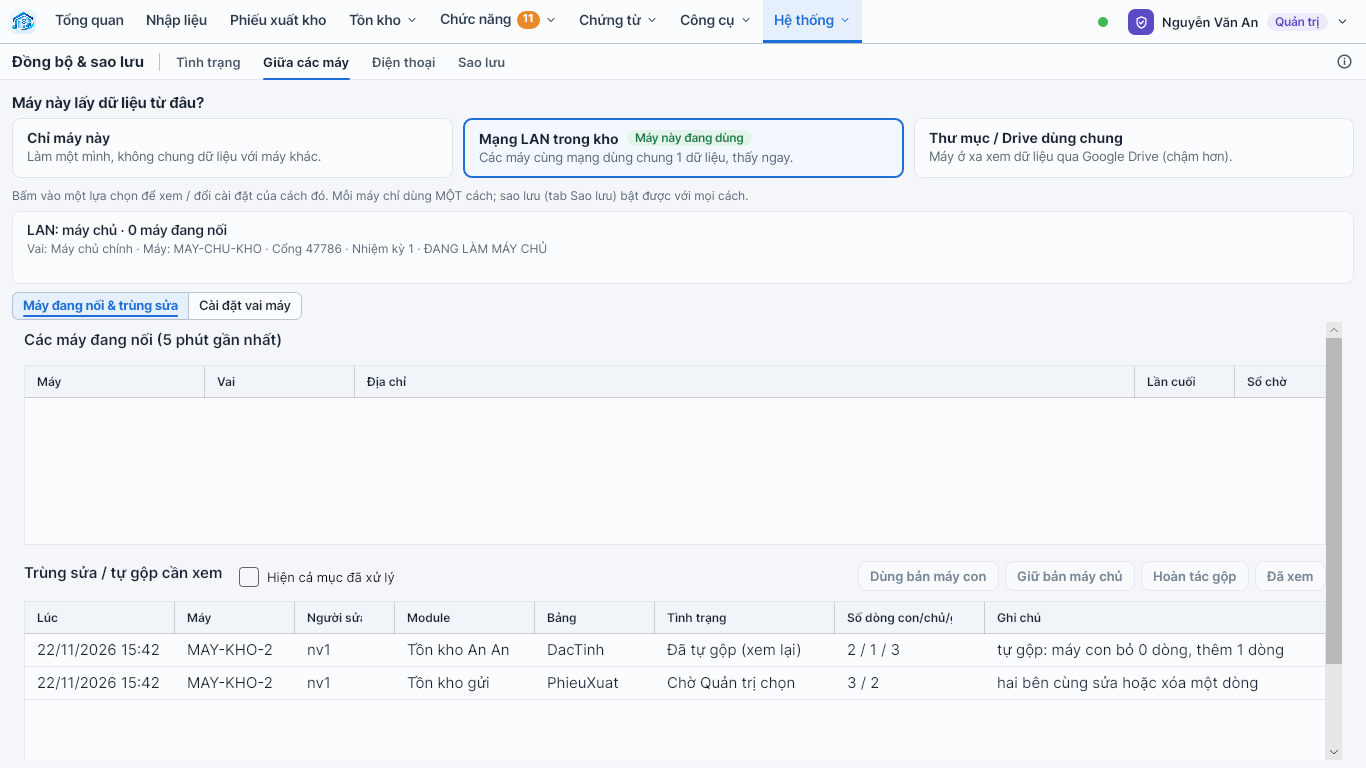 Tổng quan Nhập liệu Phiếu xuất kho Tồn kho Chức năng 11 Chứng từ Công cụ Hệ thống Nguyễn Văn An Quản trị
Đồng bộ & sao lưu Tình trạng Giữa các máy Điện thoại Sao lưu
Máy này lấy dữ liệu từ đâu?
Chỉ máy này
Làm một mình, không chung dữ liệu với máy khác.
Mạng LAN trong kho Máy này đang dùng
Các máy cùng mạng dùng chung 1 dữ liệu, thấy ngay.
Thư mục / Drive dùng chung
Máy ở xa xem dữ liệu qua Google Drive (chậm hơn).
Bấm vào một lựa chọn để xem / đổi cài đặt của cách đó. Mỗi máy chỉ dùng MỘT cách; sao lưu (tab Sao lưu) bật được với mọi cách.
LAN: máy chủ · 0 máy đang nối
Vai: Máy chủ chính · Máy: MAY-CHU-KHO · Cổng 47786 · Nhiệm kỳ 1 · ĐANG LÀM MÁY CHỦ
Máy đang nối & trùng sửa Cài đặt vai máy
Các máy đang nối (5 phút gần nhất)
Máy Vai Địa chỉ Lần cuối Số chờ
Trùng sửa / tự gộp cần xem Hiện cả mục đã xử lý Dùng bản máy con Giữ bản máy chủ Hoàn tác gộp Đã xem
Lúc Máy Người sử Module Bảng Tình trạng Số dòng con/chủ/ Ghi chú
22/11/2026 15:42 MAY-KHO-2 nv1 Tồn kho An An DacTinh Đã tự gộp (xem lại) 2 / 1 / 3 tự gộp: máy con bỏ 0 dòng, thêm 1 dòng
22/11/2026 15:42 MAY-KHO-2 nv1 Tồn kho gửi PhieuXuat Chờ Quản trị chọn 3 / 2 hai bên cùng sửa hoặc xóa một dòng